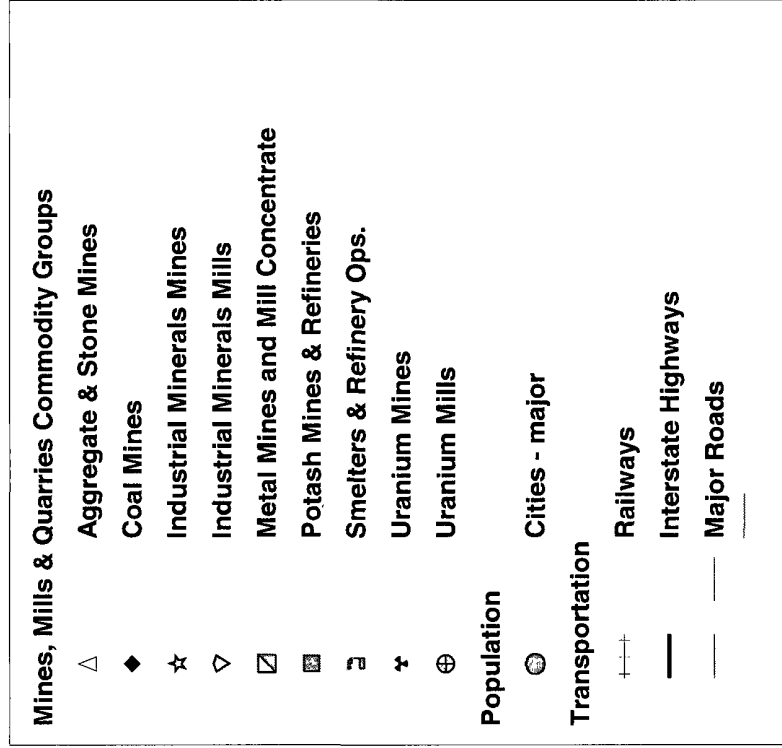 Mines, Mills & Quarries Commodity Groups
Aggregate & Stone Mines
Coal Mines
Industrial Minerals Mines
Industrial Minerals Mills
Metal Mines and Mill Concentrate
Potash Mines & Refineries
Smelters & Refinery Ops.
Uranium Mines
Uranium Mills
Population
Cities - major
Transportation
Railways
Interstate Highways
Major Roads